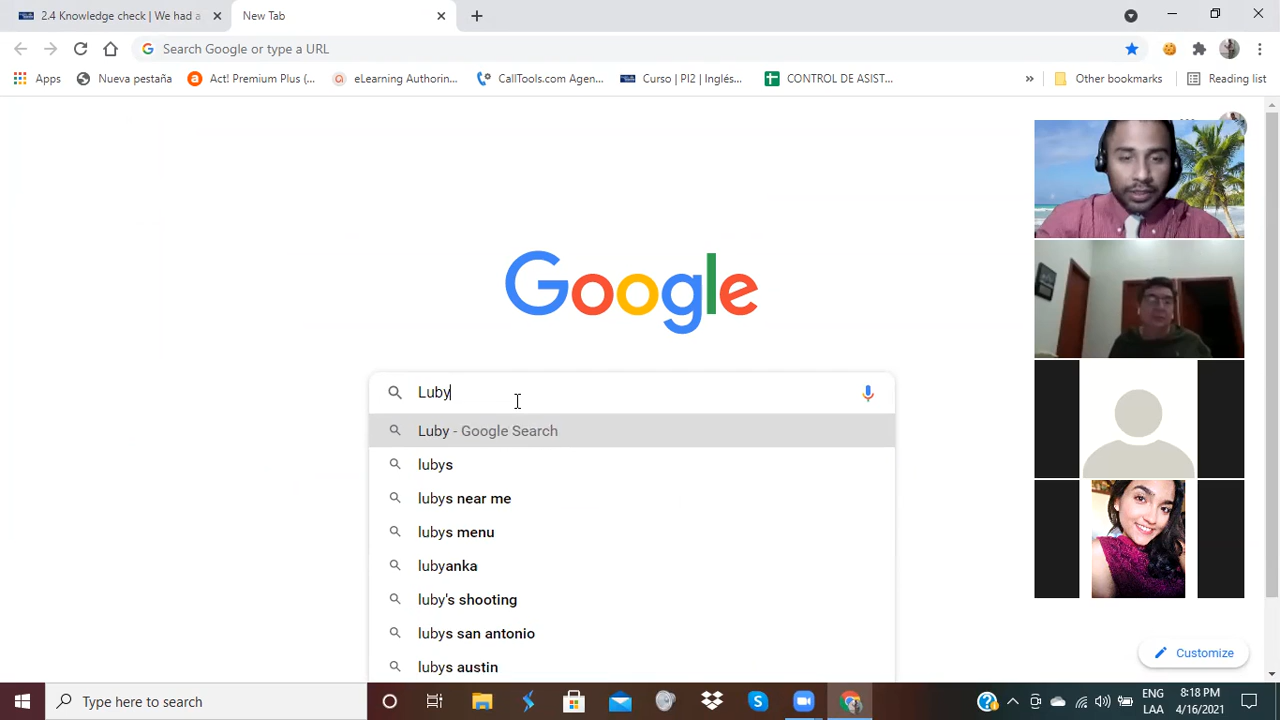 2.4 Knowledge check | We had a
New Tab
Search Google or type a URL
Apps
Nueva pestaña
Act! Premium Plus (...
eLearning Authorin...
CallTools.com Agen...
Curso | PI2 | Inglés...
CONTROL DE ASIST...
»
Other bookmarks
Reading list
Google
Luby
Luby - Google Search
lubys
lubys near me
lubys menu
lubyanka
luby's shooting
lubys san antonio
lubys austin
Customize
Type here to search
ENG
LAA
8:18 PM
4/16/2021